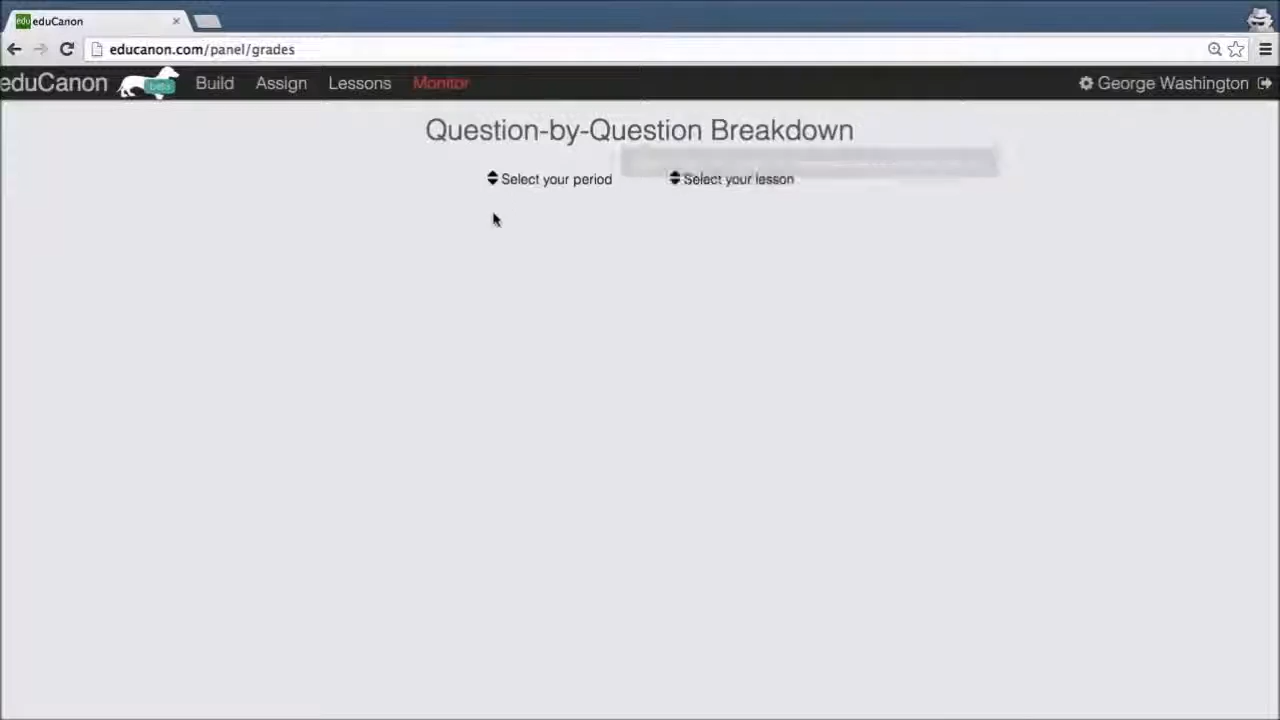 edu eduCanon
educanon.com/panel/grades
eduCanon Build Assign Lessons Monitor George Washington
Question-by-Question Breakdown
Select your period Select your lesson